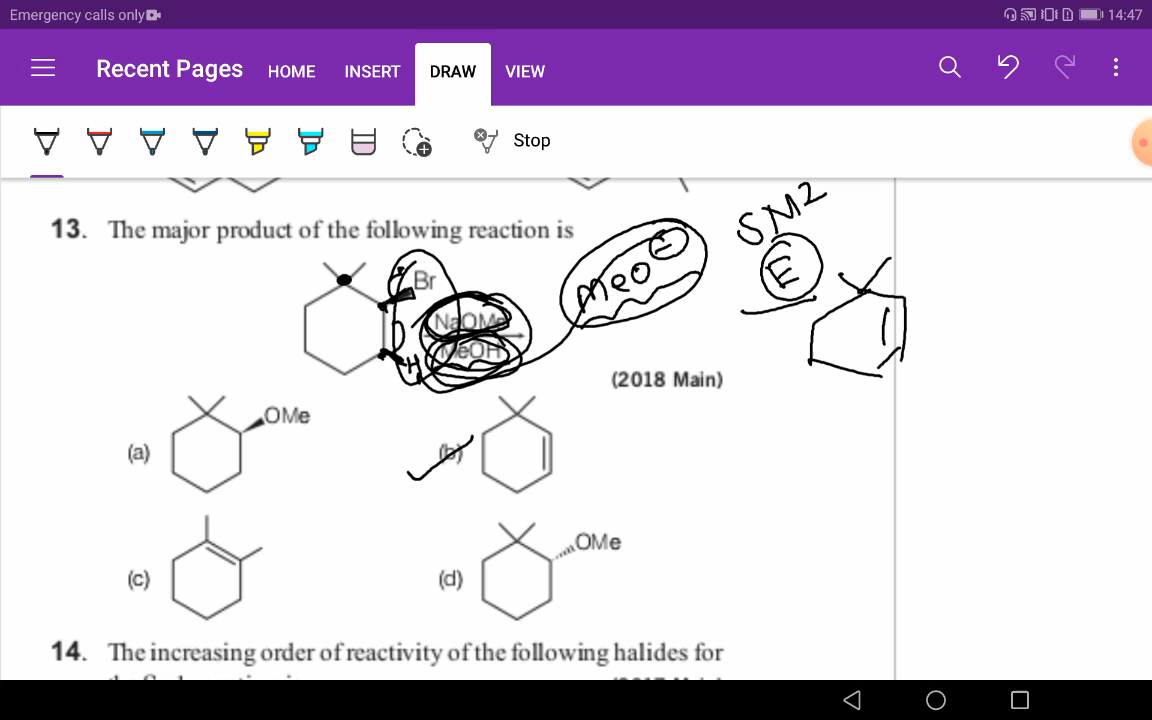 Emergency calls only 14:47
Recent Pages HOME INSERT DRAW VIEW
Stop
13. The major product of the following reaction is
Br
NaOMe
MeOH
H
MeO
SN2
E
(2018 Main)
(a) OMe
(b)
(c)
(d) OMe
14. The increasing order of reactivity of the following halides for